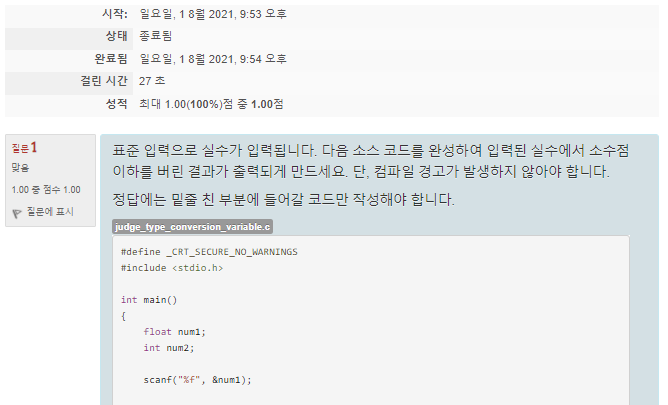 시작: 일요일, 1 8월 2021, 9:53 오후
상태 종료됨
완료됨 일요일, 1 8월 2021, 9:54 오후
걸린 시간 27 초
성적 최대 1.00(100%)점 중 1.00점
질문 1
맞음
1.00 중 점수 1.00
질문에 표시
표준 입력으로 실수가 입력됩니다. 다음 소스 코드를 완성하여 입력된 실수에서 소수점
이하를 버린 결과가 출력되게 만드세요. 단, 컴파일 경고가 발생하지 않아야 합니다.
정답에는 밑줄 친 부분에 들어갈 코드만 작성해야 합니다.
judge_type_conversion_variable.c
#define _CRT_SECURE_NO_WARNINGS
#include <stdio.h>
int main()
{
float num1;
int num2;
scanf("%f", &num1);